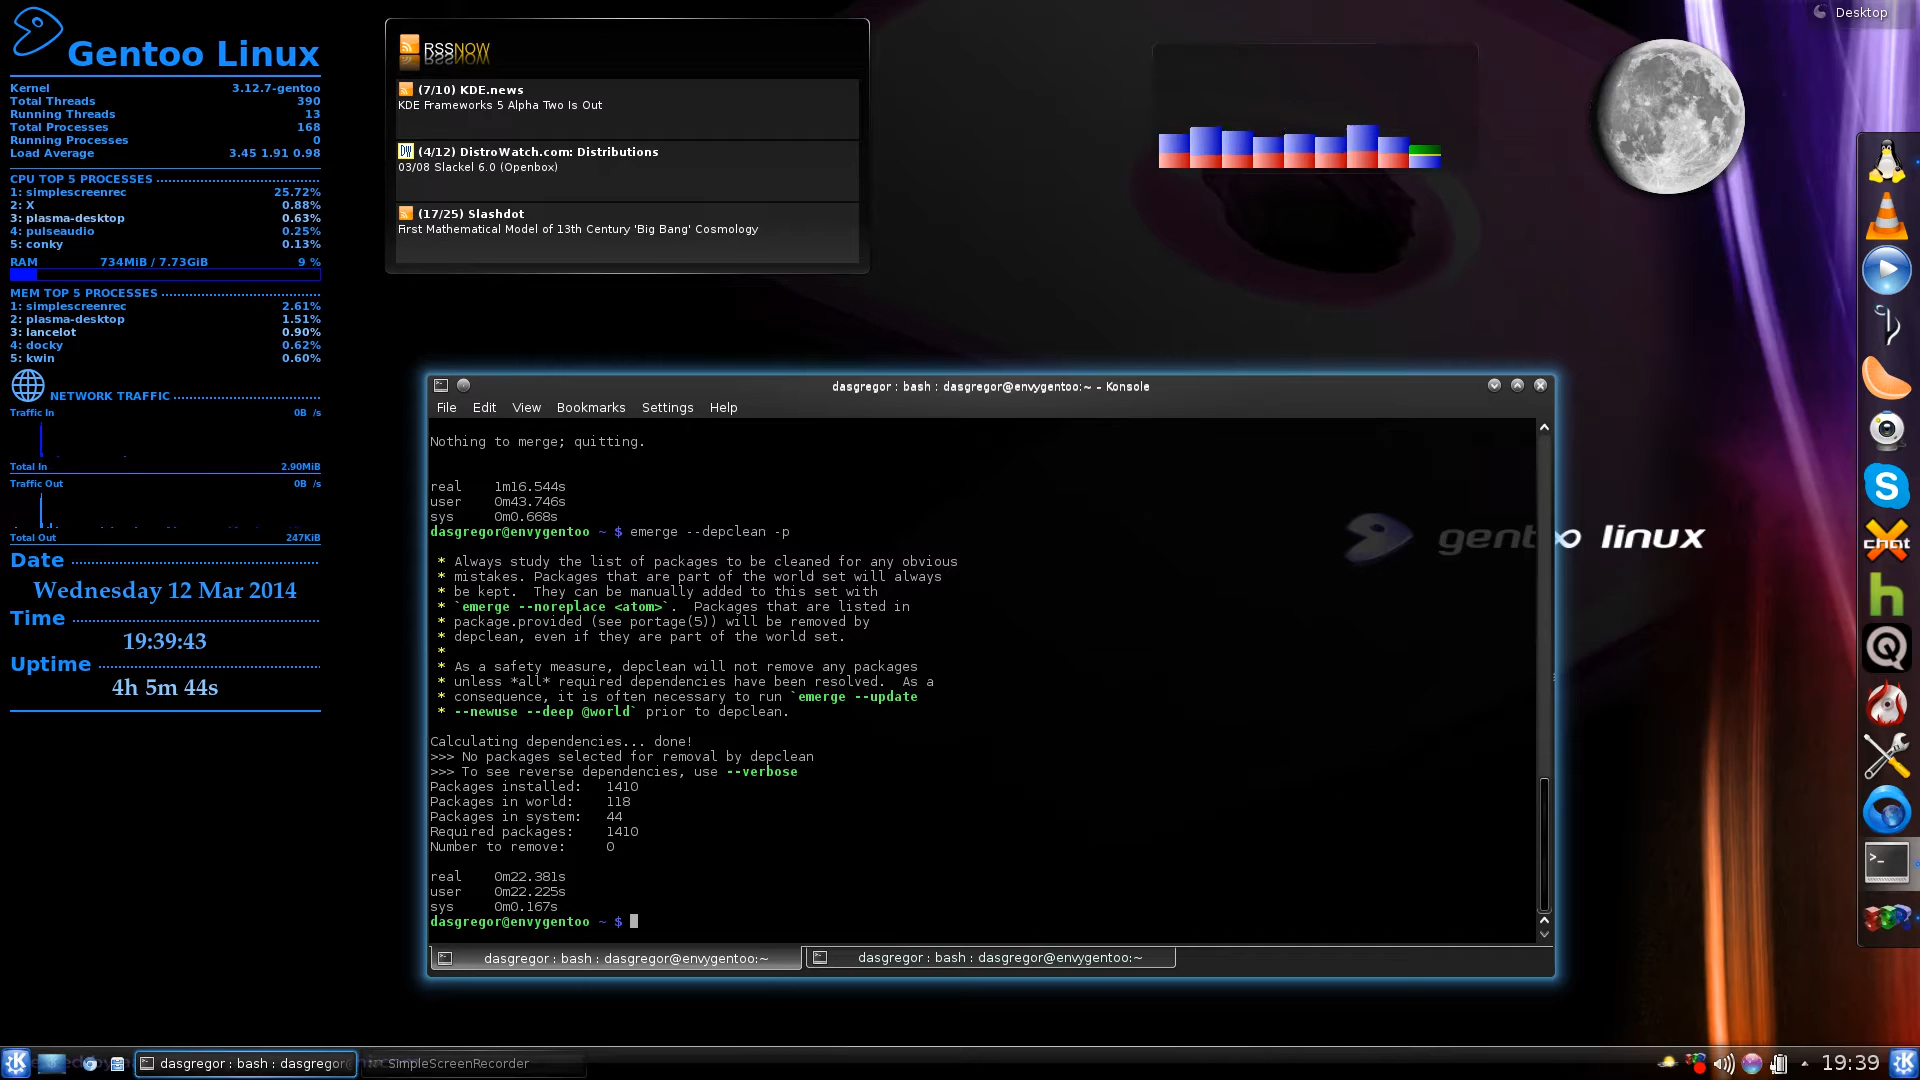 Gentoo Linux
Kernel 3.12.7-gentoo
Total Threads 390
Running Threads 13
Total Processes 168
Running Processes 0
Load Average 3.45 1.91 0.98
CPU TOP 5 PROCESSES
1: simplescreenrec 25.72%
2: X 0.88%
3: plasma-desktop 0.63%
4: pulseaudio 0.25%
5: conky 0.13%
RAM 734MiB / 7.73GiB 9 %
MEM TOP 5 PROCESSES
1: simplescreenrec 2.61%
2: plasma-desktop 1.51%
3: lancelot 0.90%
4: docky 0.62%
5: kwin 0.60%
NETWORK TRAFFIC
Traffic In 0B /s
Total In 2.90MiB
Traffic Out 0B /s
Total Out 247KiB
Date
Wednesday 12 Mar 2014
Time
19:39:43
Uptime
4h 5m 44s
RSSNOW
(7/10) KDE.news
KDE Frameworks 5 Alpha Two Is Out
DW (4/12) DistroWatch.com: Distributions
03/08 Slackel 6.0 (Openbox)
(17/25) Slashdot
First Mathematical Model of 13th Century 'Big Bang' Cosmology
Desktop
dasgregor : bash : dasgregor@envygentoo:~ - Konsole
File Edit View Bookmarks Settings Help
Nothing to merge; quitting.
real 1m16.544s
user 0m43.746s
sys 0m0.668s
dasgregor@envygentoo ~ $ emerge --depclean -p
* Always study the list of packages to be cleaned for any obvious
* mistakes. Packages that are part of the world set will always
* be kept. They can be manually added to this set with
* `emerge --noreplace <atom>`. Packages that are listed in
* package.provided (see portage(5)) will be removed by
* depclean, even if they are part of the world set.
*
* As a safety measure, depclean will not remove any packages
* unless *all* required dependencies have been resolved. As a
* consequence, it is often necessary to run `emerge --update
* --newuse --deep @world` prior to depclean.
Calculating dependencies... done!
>>> No packages selected for removal by depclean
>>> To see reverse dependencies, use --verbose
Packages installed: 1410
Packages in world: 118
Packages in system: 44
Required packages: 1410
Number to remove: 0
real 0m22.381s
user 0m22.225s
sys 0m0.167s
dasgregor@envygentoo ~ $
gentoo linux
dasgregor : bash : dasgregor@envygentoo:~
dasgregor : bash : dasgregor@envygentoo:~
S
chat
h
>_
dasgregor : bash : dasgregor
SimpleScreenRecorder
19:39